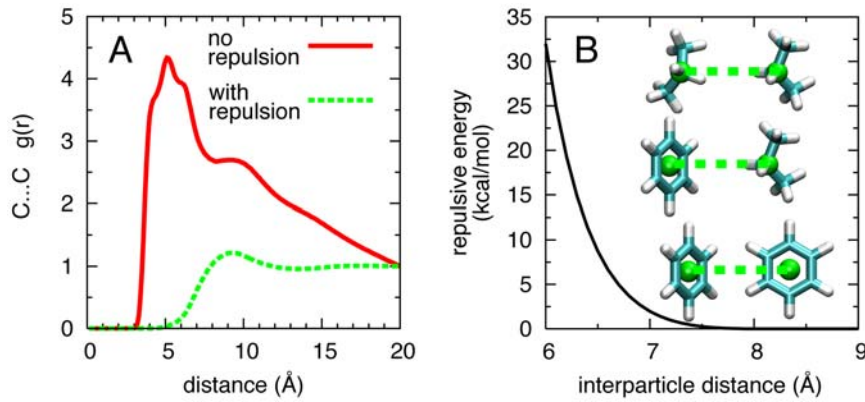 A
no
repulsion
with
repulsion
C...C g(r)
5
4
3
2
1
0
0 5 10 15 20
distance (Å)
B
repulsive energy
(kcal/mol)
35
30
25
20
15
10
5
0
6 7 8 9
interparticle distance (Å)